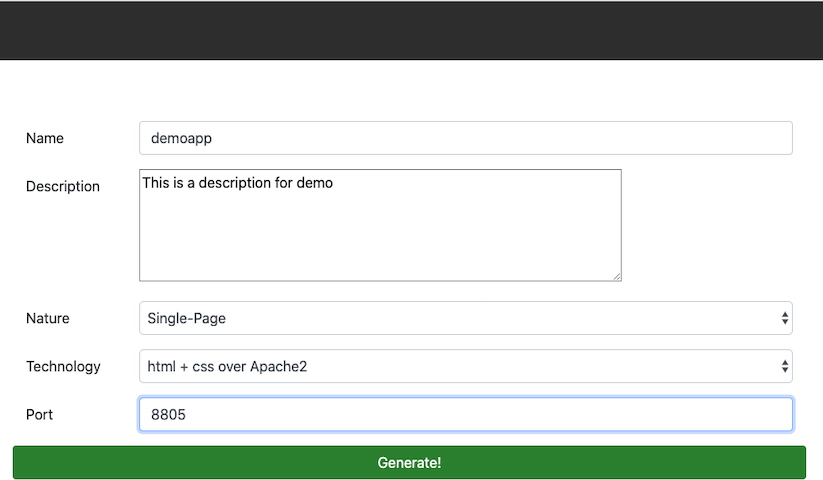 Name
demoapp
Description
This is a description for demo
Nature
Single-Page
Technology
html + css over Apache2
Port
8805
Generate!